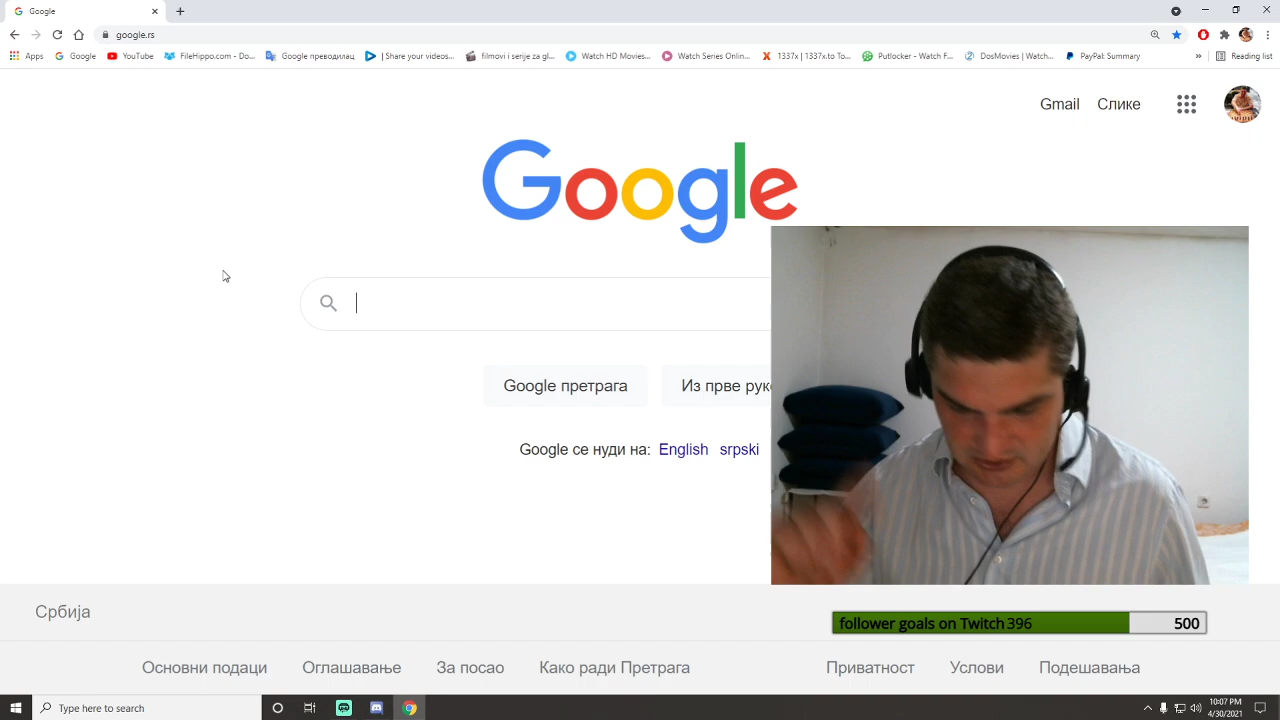 Google
google.rs
Apps
Google
YouTube
FileHippo.com - Do...
Google преводилац
| Share your videos...
filmovi i serije za gl...
Watch HD Movies...
Watch Series Onlin...
1337x | 1337x.to To...
Putlocker - Watch F...
DosMovies | Watch...
PayPal: Summary
»
Reading list
Gmail
Слике
Google
Google претрага
Из прве рук
Google се нуди на: English srpski
Србија
follower goals on Twitch 396
500
Основни подаци
Оглашавање
За посао
Како ради Претрага
Приватност
Услови
Подешавања
Type here to search
10:07 PM
4/30/2021